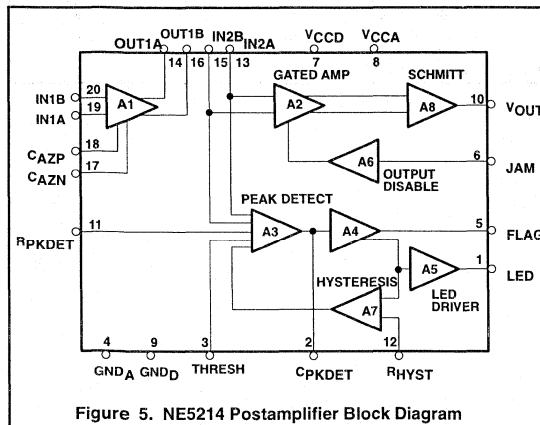 OUT1A
OUT1B
IN2B
IN2A
VCCD
VCCA
14
16
15
13
7
8
GATED AMP
SCHMITT
IN1B
20
A1
A2
A8
10
VOUT
IN1A
19
CAZP
18
A6
6
JAM
CAZN
17
OUTPUT
DISABLE
PEAK DETECT
RPKDET
11
A3
A4
5
FLAG
A5
1
LED
HYSTERESIS
LED
DRIVER
A7
4
9
3
2
12
GNDA
GNDD
THRESH
CPKDET
RHYST
Figure 5. NE5214 Postamplifier Block Diagram